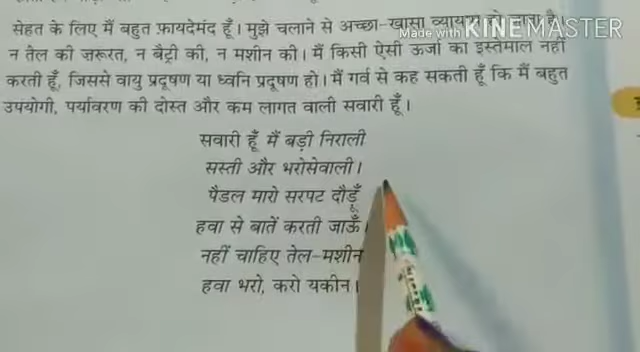 सेहत के लिए मैं बहुत फ़ायदेमंद हूँ। मुझे चलाने से अच्छा-खासा व्यायाम हो जाता है
Made with KINEMASTER
न तेल की ज़रूरत, न बैट्री की, न मशीन की। मैं किसी ऐसी ऊर्जा का इस्तेमाल नहीं
करती हूँ, जिससे वायु प्रदूषण या ध्वनि प्रदूषण हो। मैं गर्व से कह सकती हूँ कि मैं बहुत
उपयोगी, पर्यावरण की दोस्त और कम लागत वाली सवारी हूँ।
सवारी हूँ मैं बड़ी निराली
सस्ती और भरोसेवाली।
पैडल मारो सरपट दौड़ूँ
हवा से बातें करती जाऊँ।
नहीं चाहिए तेल-मशीन
हवा भरो, करो यकीन।